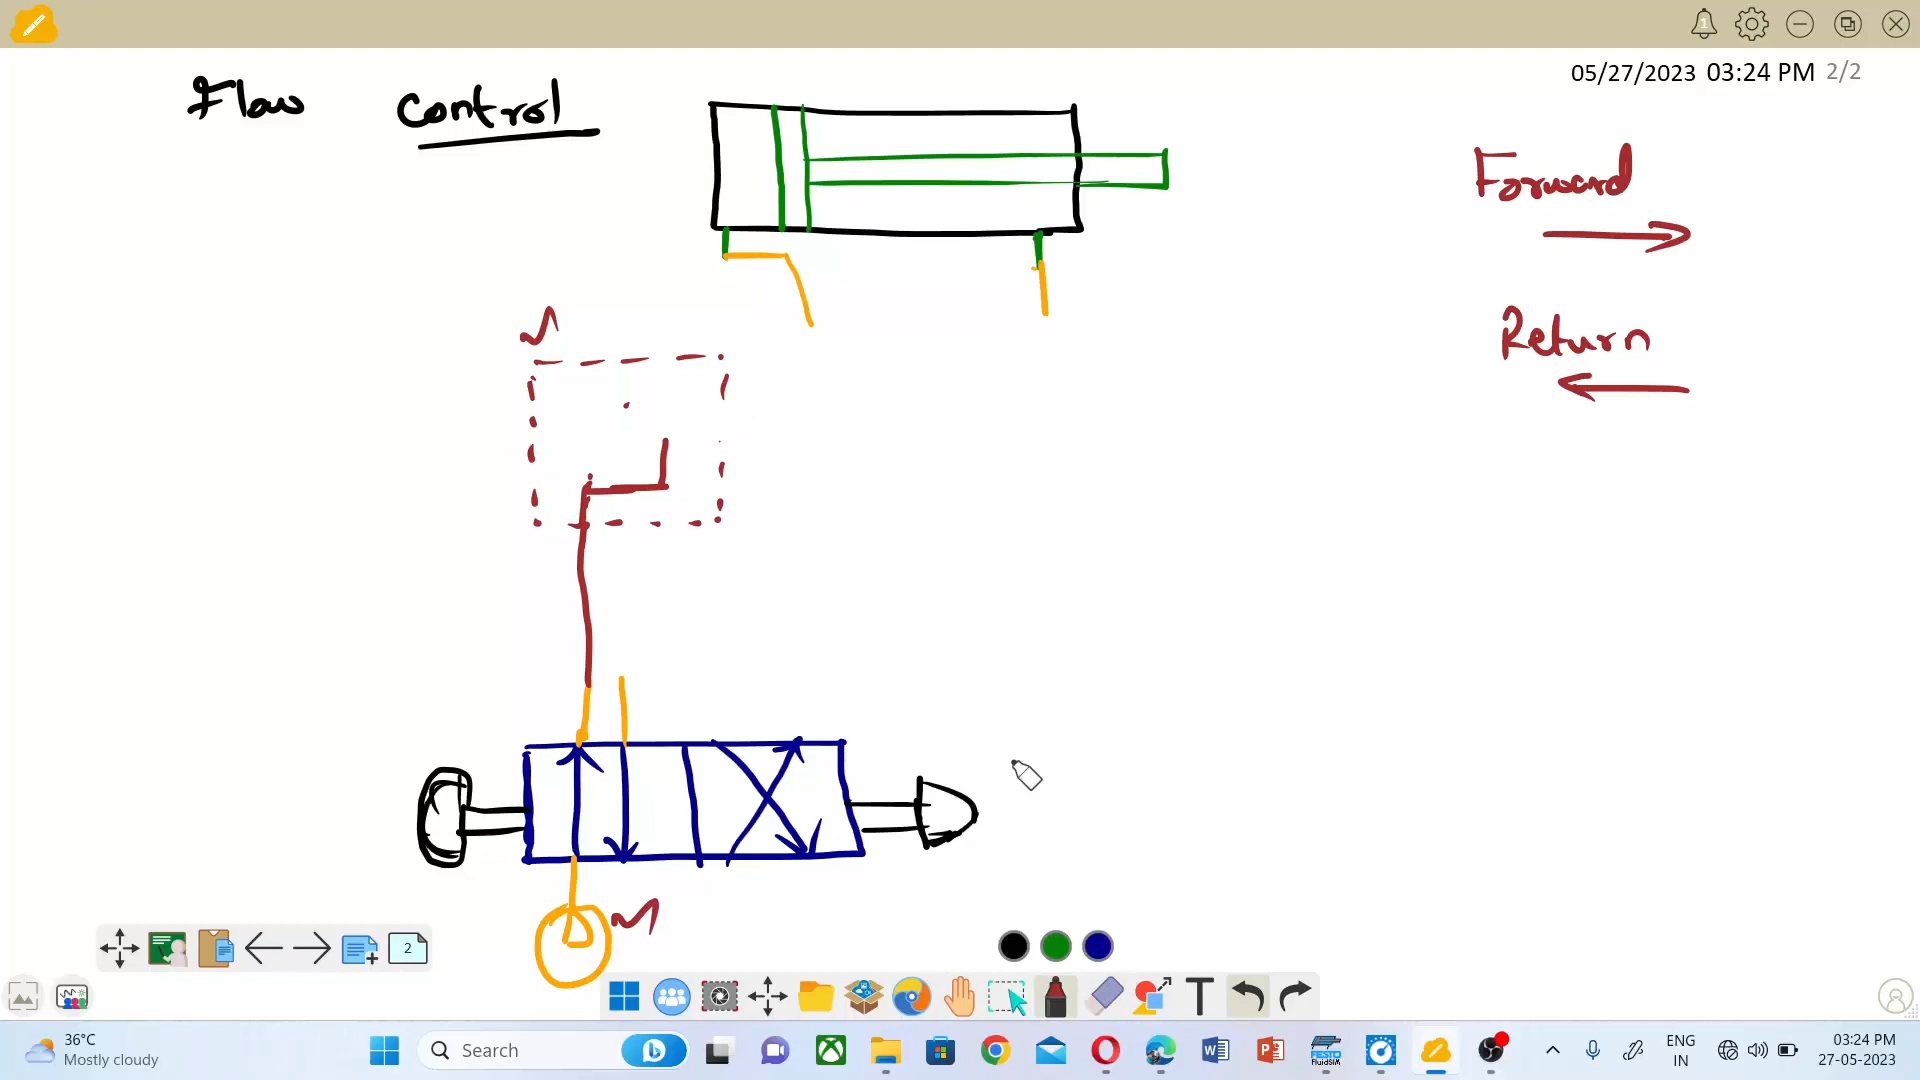 05/27/2023 03:24 PM 2/2
Flow Control
Forward
Return
2
36°C
Mostly cloudy
Search
ENG
IN
03:24 PM
27-05-2023